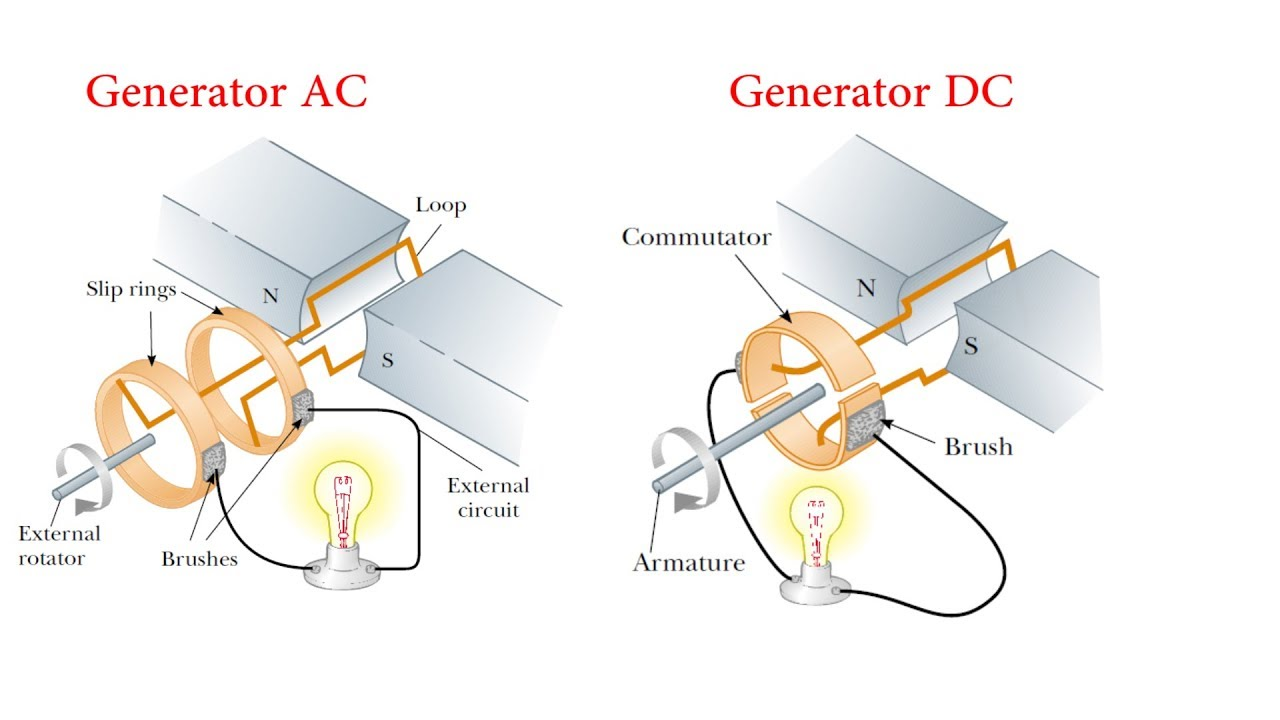 Generator AC
Loop
Slip rings
N
S
External
circuit
External
rotator
Brushes
Generator DC
Commutator
N
S
Brush
Armature